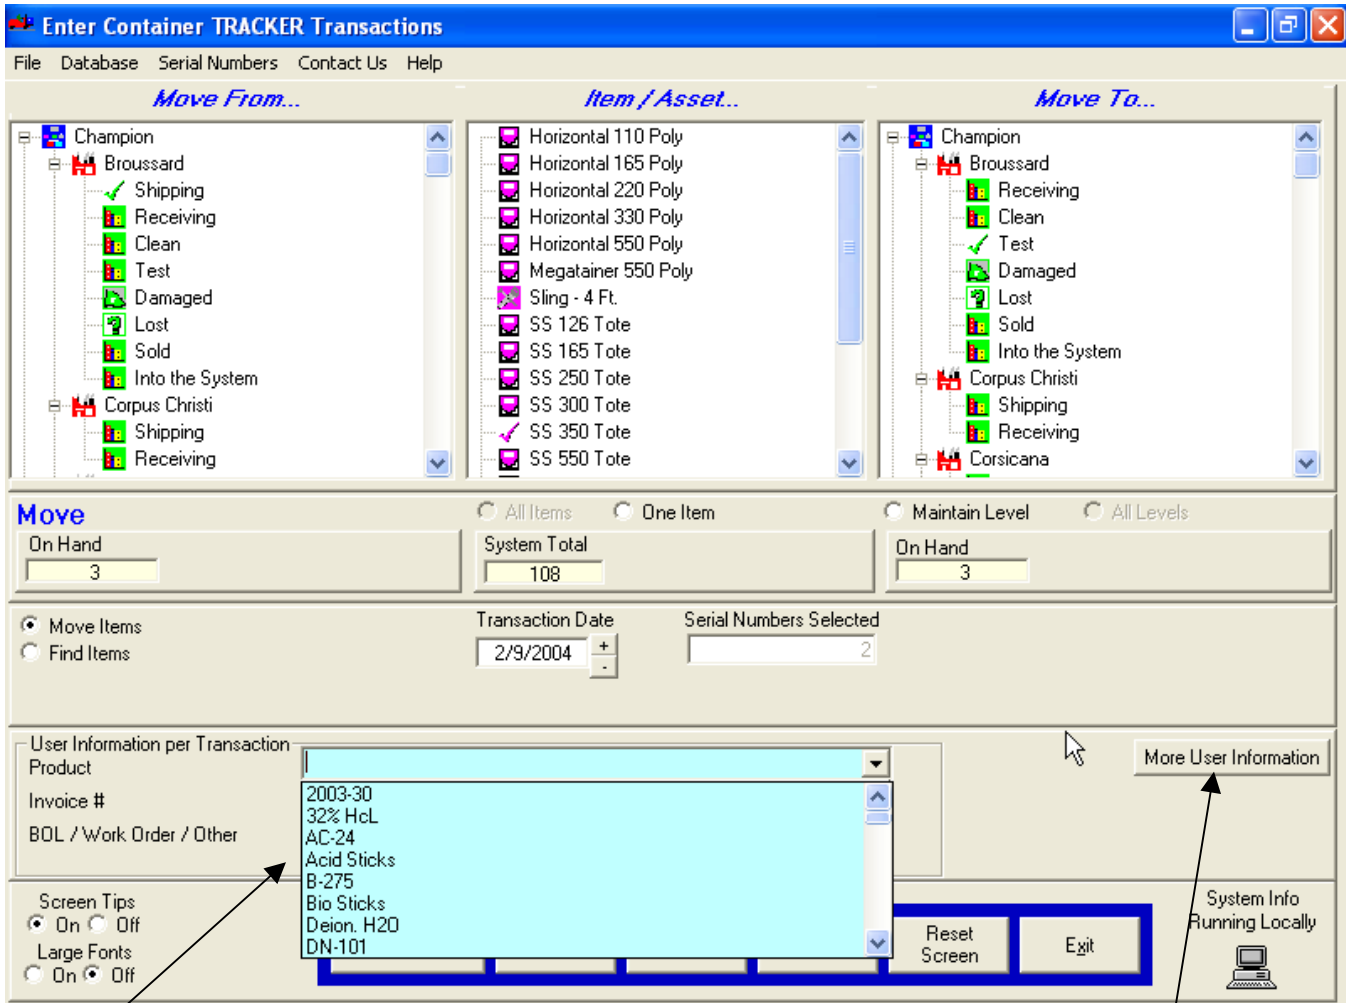 Enter Container TRACKER Transactions
File Database Serial Numbers Contact Us Help
Move From...
Champion
Broussard
Shipping
Receiving
Clean
Test
Damaged
Lost
Sold
Into the System
Corpus Christi
Shipping
Receiving
Item / Asset...
Horizontal 110 Poly
Horizontal 165 Poly
Horizontal 220 Poly
Horizontal 330 Poly
Horizontal 550 Poly
Megatainer 550 Poly
Sling - 4 Ft.
SS 126 Tote
SS 165 Tote
SS 250 Tote
SS 300 Tote
SS 350 Tote
SS 550 Tote
Move To...
Champion
Broussard
Receiving
Clean
Test
Damaged
Lost
Sold
Into the System
Corpus Christi
Shipping
Receiving
Corsicana
Move
All Items One Item
Maintain Level All Levels
On Hand
3
System Total
108
On Hand
3
Move Items
Find Items
Transaction Date
2/9/2004
+
-
Serial Numbers Selected
2
User Information per Transaction
Product
Invoice #
BOL / Work Order / Other
2003-30
32% HcL
AC-24
Acid Sticks
B-275
Bio Sticks
Deion. H2O
DN-101
More User Information
Screen Tips
On Off
Large Fonts
On Off
Reset
Screen
Exit
System Info
Running Locally